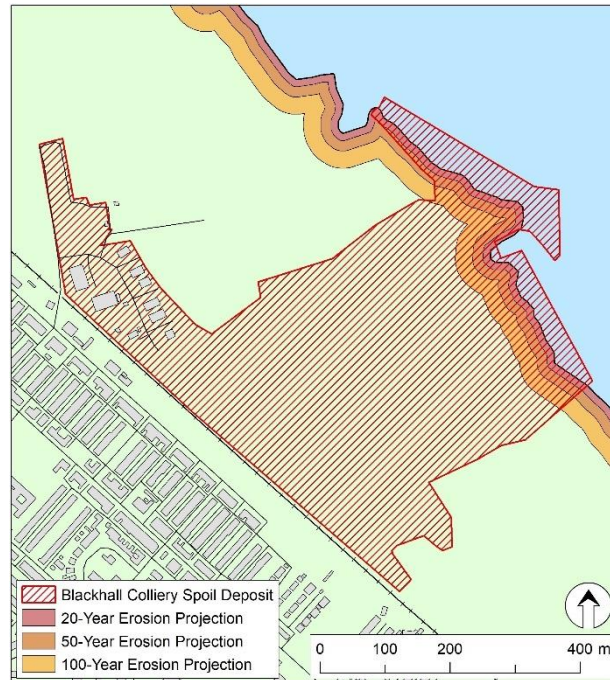 Blackhall Colliery Spoil Deposit
20-Year Erosion Projection
50-Year Erosion Projection
100-Year Erosion Projection
0 100 200 400 m